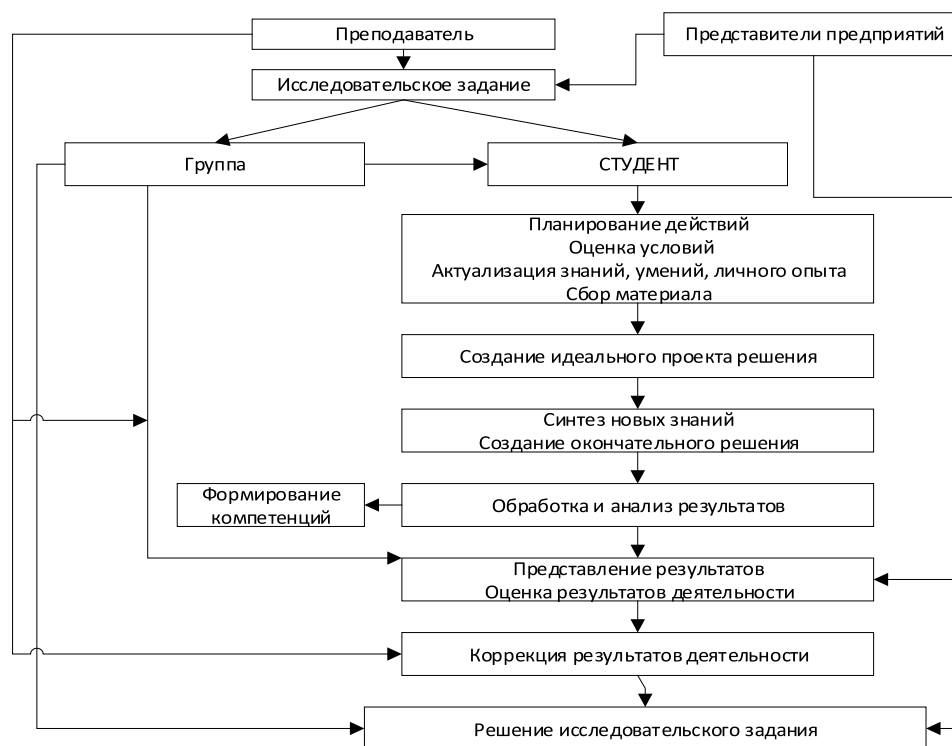 Преподаватель
Представители предприятий
Исследовательское задание
Группа
СТУДЕНТ
Планирование действий
Оценка условий
Актуализация знаний, умений, личного опыта
Сбор материала
Создание идеального проекта решения
Синтез новых знаний
Создание окончательного решения
Формирование
компетенций
Обработка и анализ результатов
Представление результатов
Оценка результатов деятельности
Коррекция результатов деятельности
Решение исследовательского задания